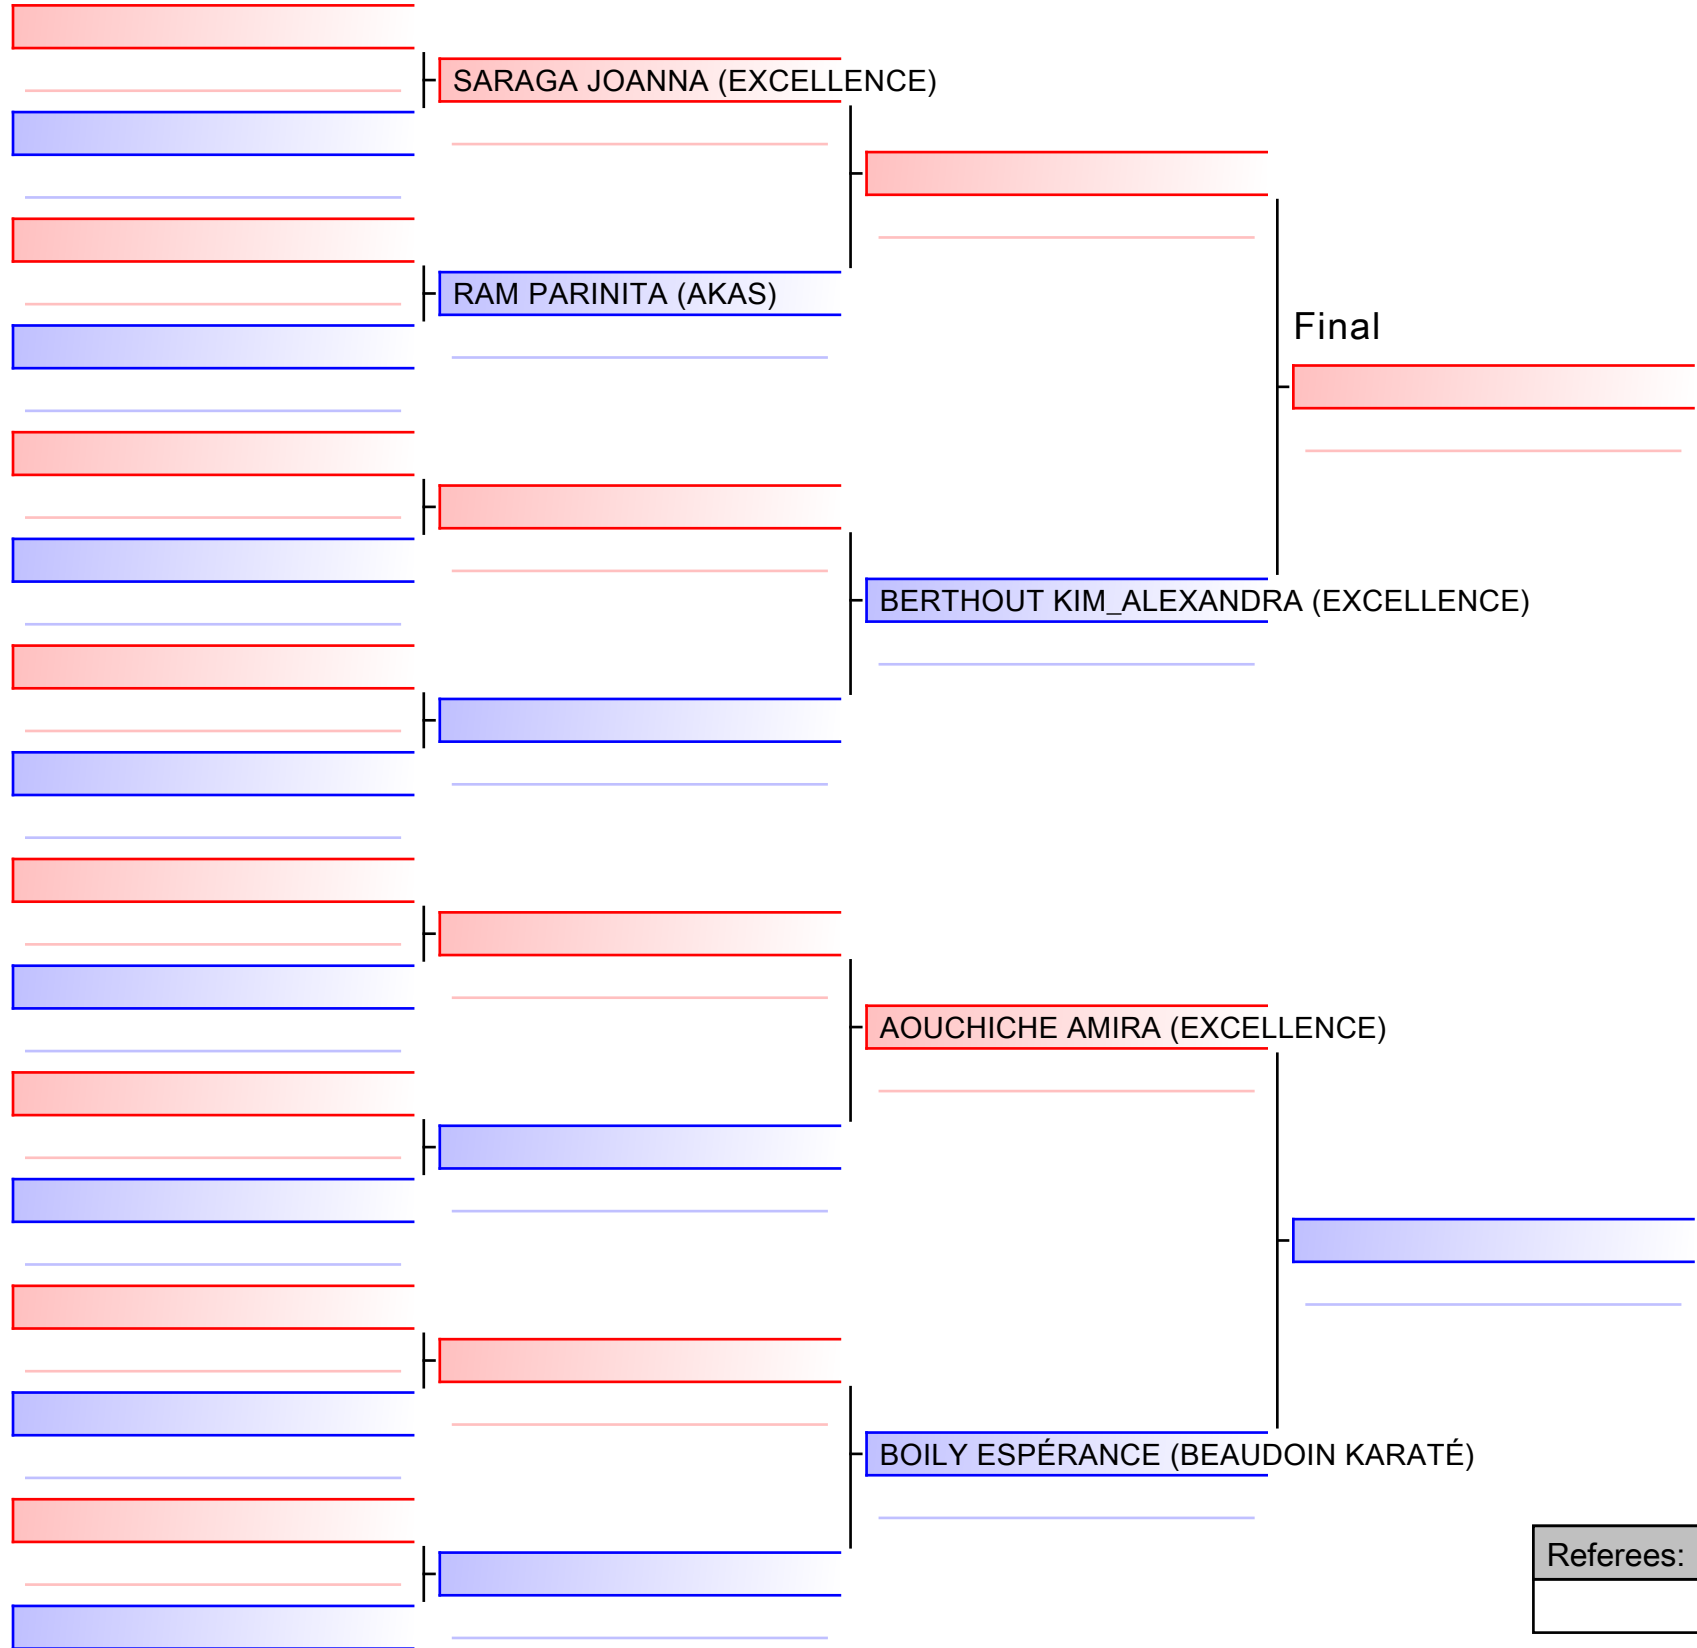 SARAGA JOANNA (EXCELLENCE)
RAM PARINITA (AKAS)
Final
BERTHOUT KIM_ALEXANDRA (EXCELLENCE)
AOUCHICHE AMIRA (EXCELLENCE)
BOILY ESPÉRANCE (BEAUDOIN KARATÉ)
Referees: